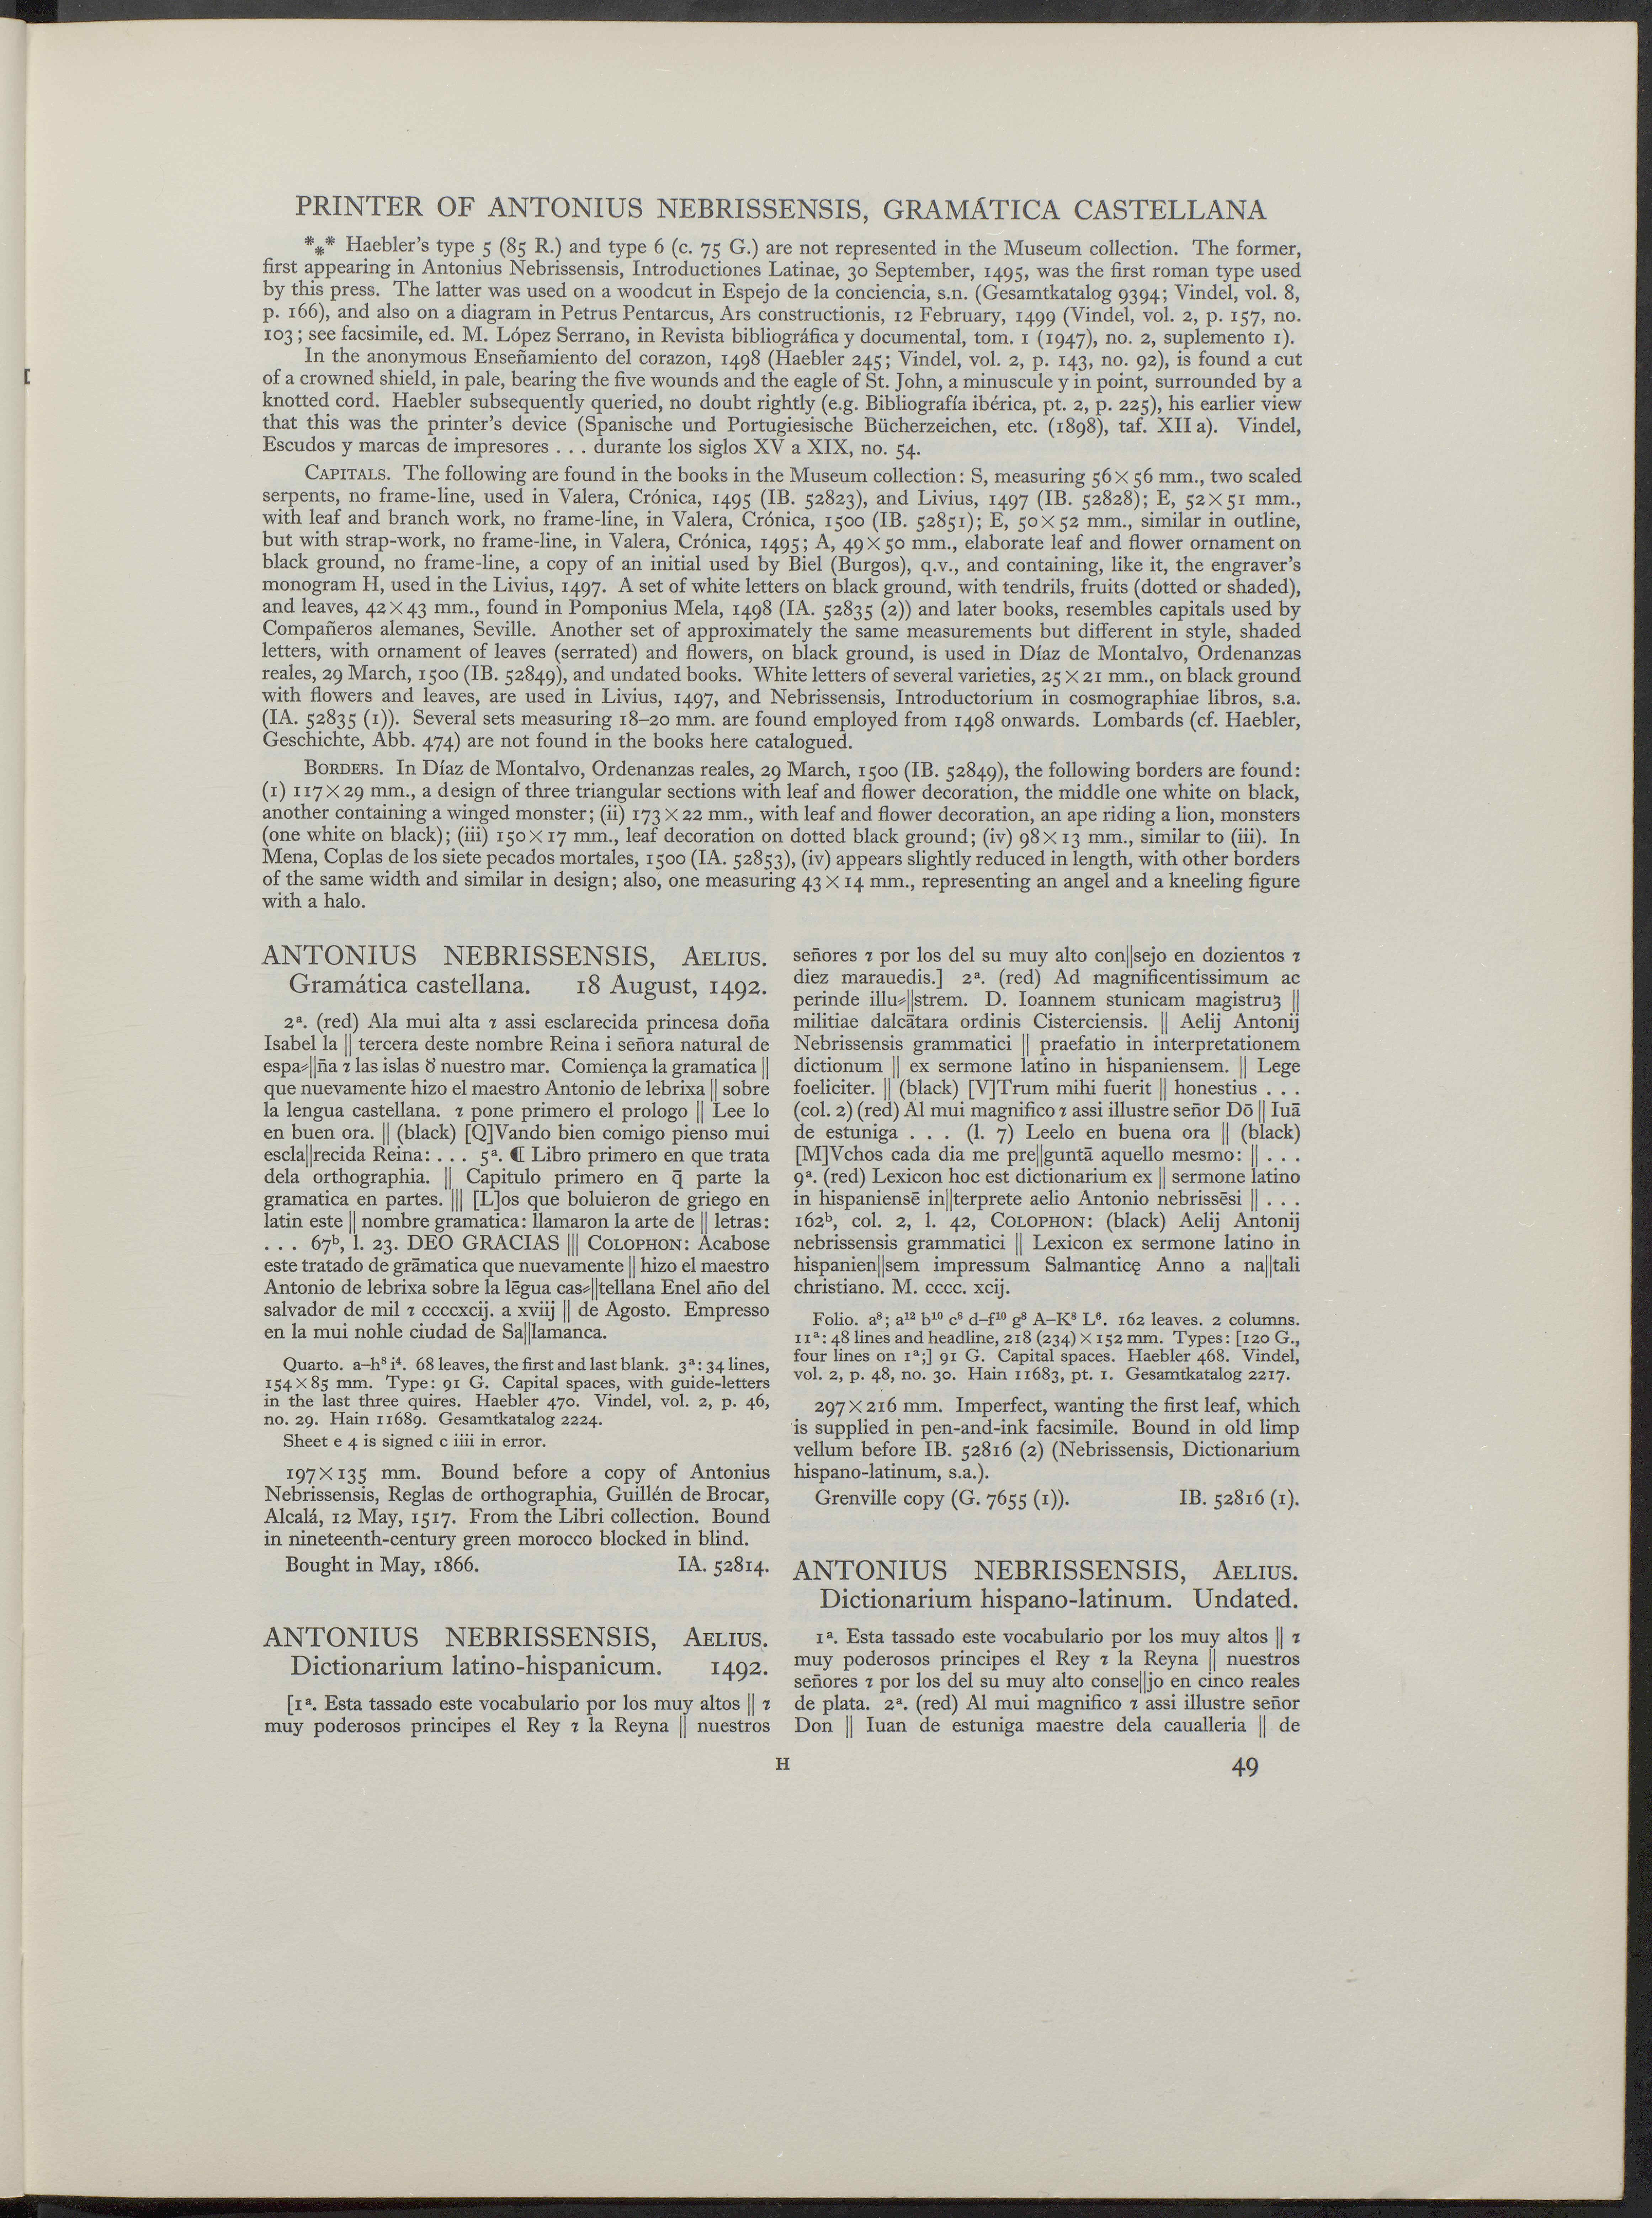 PRINTER OF ANTONIUS NEBRISSENSIS, GRAMÁTICA CASTELLANA
*⁎* Haebler's type 5 (85 R.) and type 6 (c. 75 G.) are not represented in the Museum collection. The former,
first appearing in Antonius Nebrissensis, Introductiones Latinae, 30 September, 1495, was the first roman type used
by this press. The latter was used on a woodcut in Espejo de la conciencia, s.n. (Gesamtkatalog 9394; Vindel, vol. 8,
p. 166), and also on a diagram in Petrus Pentarcus, Ars constructionis, 12 February, 1499 (Vindel, vol. 2, p. 157, no.
103; see facsimile, ed. M. López Serrano, in Revista bibliográfica y documental, tom. 1 (1947), no. 2, suplemento 1).
In the anonymous Enseñamiento del corazon, 1498 (Haebler 245; Vindel, vol. 2, p. 143, no. 92), is found a cut
of a crowned shield, in pale, bearing the five wounds and the eagle of St. John, a minuscule y in point, surrounded by a
knotted cord. Haebler subsequently queried, no doubt rightly (e.g. Bibliografía ibérica, pt. 2, p. 225), his earlier view
that this was the printer's device (Spanische und Portugiesische Bücherzeichen, etc. (1898), taf. XII a). Vindel,
Escudos y marcas de impresores . . . durante los siglos XV a XIX, no. 54.
CAPITALS. The following are found in the books in the Museum collection: S, measuring 56×56 mm., two scaled
serpents, no frame-line, used in Valera, Crónica, 1495 (IB. 52823), and Livius, 1497 (IB. 52828); E, 52×51 mm.,
with leaf and branch work, no frame-line, in Valera, Crónica, 1500 (IB. 52851); E, 50×52 mm., similar in outline,
but with strap-work, no frame-line, in Valera, Crónica, 1495; A, 49×50 mm., elaborate leaf and flower ornament on
black ground, no frame-line, a copy of an initial used by Biel (Burgos), q.v., and containing, like it, the engraver's
monogram H, used in the Livius, 1497. A set of white letters on black ground, with tendrils, fruits (dotted or shaded),
and leaves, 42×43 mm., found in Pomponius Mela, 1498 (IA. 52835 (2)) and later books, resembles capitals used by
Compañeros alemanes, Seville. Another set of approximately the same measurements but different in style, shaded
letters, with ornament of leaves (serrated) and flowers, on black ground, is used in Díaz de Montalvo, Ordenanzas
reales, 29 March, 1500 (IB. 52849), and undated books. White letters of several varieties, 25×21 mm., on black ground
with flowers and leaves, are used in Livius, 1497, and Nebrissensis, Introductorium in cosmographiae libros, s.a.
(IA. 52835 (1)). Several sets measuring 18–20 mm. are found employed from 1498 onwards. Lombards (cf. Haebler,
Geschichte, Abb. 474) are not found in the books here catalogued.
BORDERS. In Díaz de Montalvo, Ordenanzas reales, 29 March, 1500 (IB. 52849), the following borders are found:
(1) 117×29 mm., a design of three triangular sections with leaf and flower decoration, the middle one white on black,
another containing a winged monster; (ii) 173×22 mm., with leaf and flower decoration, an ape riding a lion, monsters
(one white on black); (iii) 150×17 mm., leaf decoration on dotted black ground; (iv) 98×13 mm., similar to (iii). In
Mena, Coplas de los siete pecados mortales, 1500 (IA. 52853), (iv) appears slightly reduced in length, with other borders
of the same width and similar in design; also, one measuring 43×14 mm., representing an angel and a kneeling figure
with a halo.
ANTONIUS NEBRISSENSIS, AELIUS.
Gramática castellana. 18 August, 1492.
2ᵃ. (red) Ala mui alta ⁊ assi esclarecida princesa doña
Isabel la || tercera deste nombre Reina i señora natural de
espa⸗||ña ⁊ las islas ẟ nuestro mar. Comiença la gramatica ||
que nuevamente hizo el maestro Antonio de lebrixa || sobre
la lengua castellana. ⁊ pone primero el prologo || Lee lo
en buen ora. || (black) [Q]Vando bien comigo pienso mui
escla||recida Reina: . . . 5ᵃ. ⸿ Libro primero en que trata
dela orthographia. || Capitulo primero en q̄ parte la
gramatica en partes. ||| [L]os que boluieron de griego en
latin este || nombre gramatica: llamaron la arte de || letras:
. . . 67ᵇ, l. 23. DEO GRACIAS ||| COLOPHON: Acabose
este tratado de grāmatica que nuevamente || hizo el maestro
Antonio de lebrixa sobre la lēgua cas⸗||tellana Enel año del
salvador de mil ⁊ ccccxcij. a xviij || de Agosto. Empresso
en la mui nohle ciudad de Sa||lamanca.
Quarto. a–h⁸ i⁴. 68 leaves, the first and last blank. 3ᵃ: 34 lines,
154×85 mm. Type: 91 G. Capital spaces, with guide-letters
in the last three quires. Haebler 470. Vindel, vol. 2, p. 46,
no. 29. Hain 11689. Gesamtkatalog 2224.
Sheet e 4 is signed c iiii in error.
197×135 mm. Bound before a copy of Antonius
Nebrissensis, Reglas de orthographia, Guillén de Brocar,
Alcalá, 12 May, 1517. From the Libri collection. Bound
in nineteenth-century green morocco blocked in blind.
Bought in May, 1866. IA. 52814.
ANTONIUS NEBRISSENSIS, AELIUS.
Dictionarium latino-hispanicum. 1492.
[1ᵃ. Esta tassado este vocabulario por los muy altos || ⁊
muy poderosos principes el Rey ⁊ la Reyna || nuestros
señores ⁊ por los del su muy alto con||sejo en dozientos ⁊
diez marauedis.] 2ᵃ. (red) Ad magnificentissimum ac
perinde illu⸗||strem. D. Ioannem stunicam magistruʒ ||
militiae dalcātara ordinis Cisterciensis. || Aelij Antonij
Nebrissensis grammatici || praefatio in interpretationem
dictionum || ex sermone latino in hispaniensem. || Lege
foeliciter. || (black) [V]Trum mihi fuerit || honestius . . .
(col. 2) (red) Al mui magnifico ⁊ assi illustre señor Dō || Iuā
de estuniga . . . (l. 7) Leelo en buena ora || (black)
[M]Vchos cada dia me pre||guntā aquello mesmo: || . . .
9ᵃ. (red) Lexicon hoc est dictionarium ex || sermone latino
in hispaniensē in||terprete aelio Antonio nebrissēsi || . . .
162ᵇ, col. 2, l. 42, COLOPHON: (black) Aelij Antonij
nebrissensis grammatici || Lexicon ex sermone latino in
hispanien||sem impressum Salmanticę Anno a na||tali
christiano. M. cccc. xcij.
Folio. a⁸; a¹² b¹⁰ c⁸ d–f¹⁰ g⁸ A–K⁸ L⁶. 162 leaves. 2 columns.
11ᵃ: 48 lines and headline, 218 (234)×152 mm. Types: [120 G.,
four lines on 1ᵃ;] 91 G. Capital spaces. Haebler 468. Vindel,
vol. 2, p. 48, no. 30. Hain 11683, pt. 1. Gesamtkatalog 2217.
297×216 mm. Imperfect, wanting the first leaf, which
is supplied in pen-and-ink facsimile. Bound in old limp
vellum before IB. 52816 (2) (Nebrissensis, Dictionarium
hispano-latinum, s.a.).
Grenville copy (G. 7655 (1)). IB. 52816 (1).
ANTONIUS NEBRISSENSIS, AELIUS.
Dictionarium hispano-latinum. Undated.
1ᵃ. Esta tassado este vocabulario por los muy altos || ⁊
muy poderosos principes el Rey ⁊ la Reyna || nuestros
señores ⁊ por los del su muy alto conse||jo en cinco reales
de plata. 2ᵃ. (red) Al mui magnifico ⁊ assi illustre señor
Don || Iuan de estuniga maestre dela caualleria || de
H 49